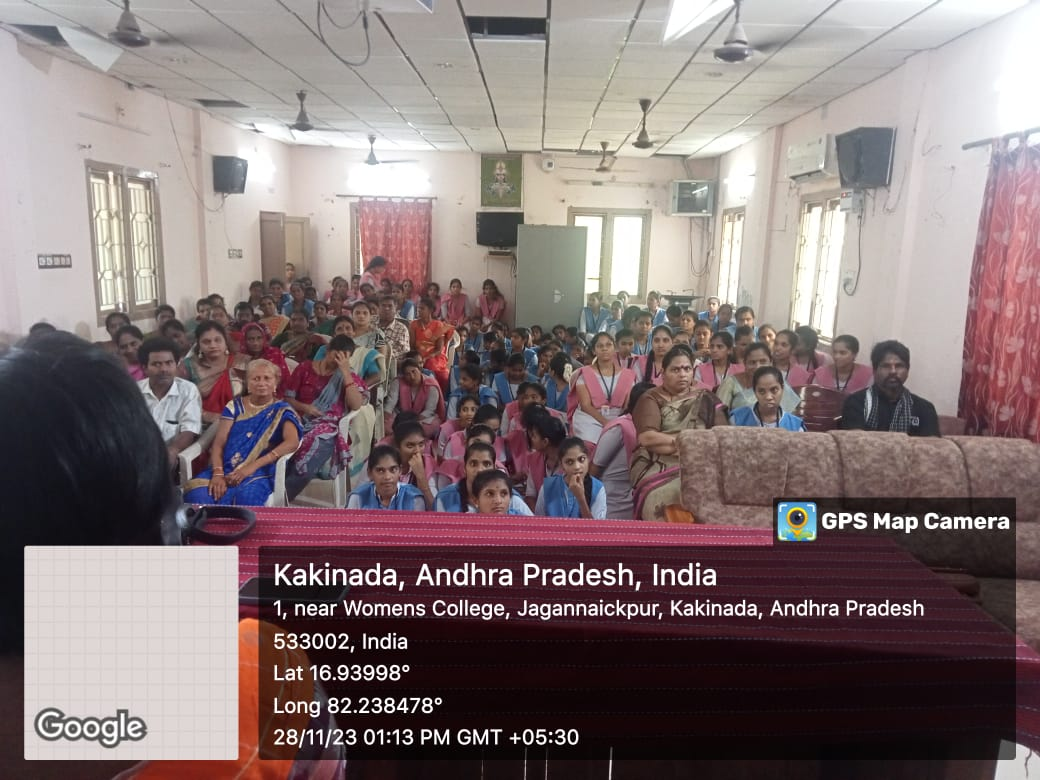 GPS Map Camera
Kakinada, Andhra Pradesh, India
1, near Womens College, Jagannaickpur, Kakinada, Andhra Pradesh
533002, India
Lat 16.93998°
Long 82.238478°
28/11/23 01:13 PM GMT +05:30
Google